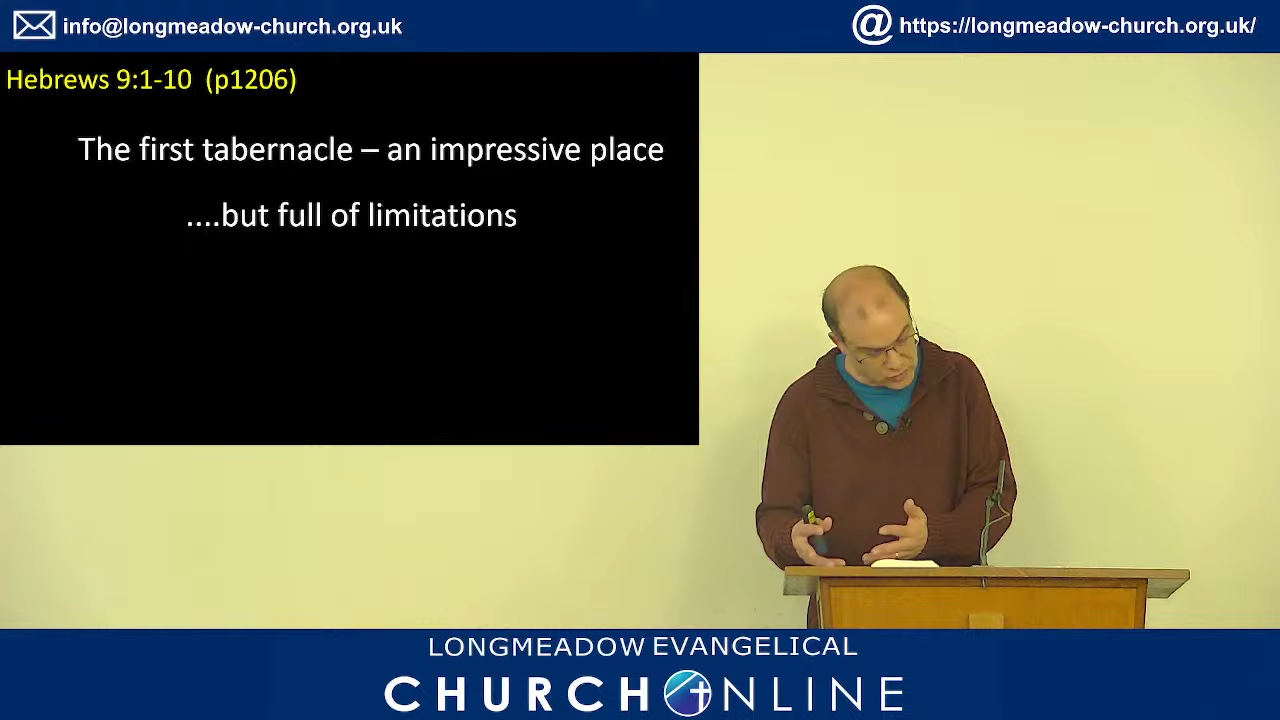 info@longmeadow-church.org.uk
https://longmeadow-church.org.uk/
Hebrews 9:1-10 (p1206)
The first tabernacle – an impressive place
....but full of limitations
LONGMEADOW EVANGELICAL
CHURCH ONLINE